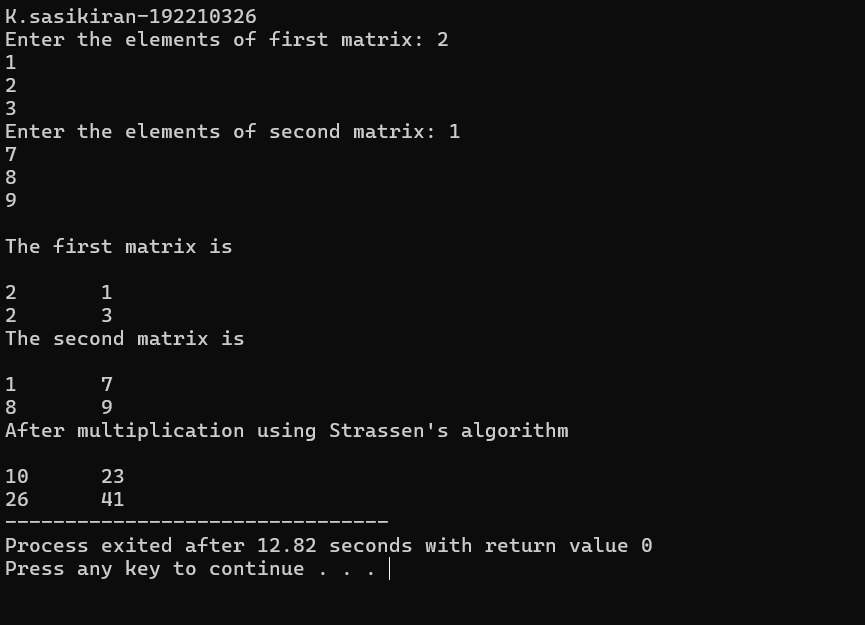 K.sasikiran-192210326
Enter the elements of first matrix: 2
1
2
3
Enter the elements of second matrix: 1
7
8
9
The first matrix is
2 1
2 3
The second matrix is
1 7
8 9
After multiplication using Strassen's algorithm
10 23
26 41
--------------------------------
Process exited after 12.82 seconds with return value 0
Press any key to continue . . .